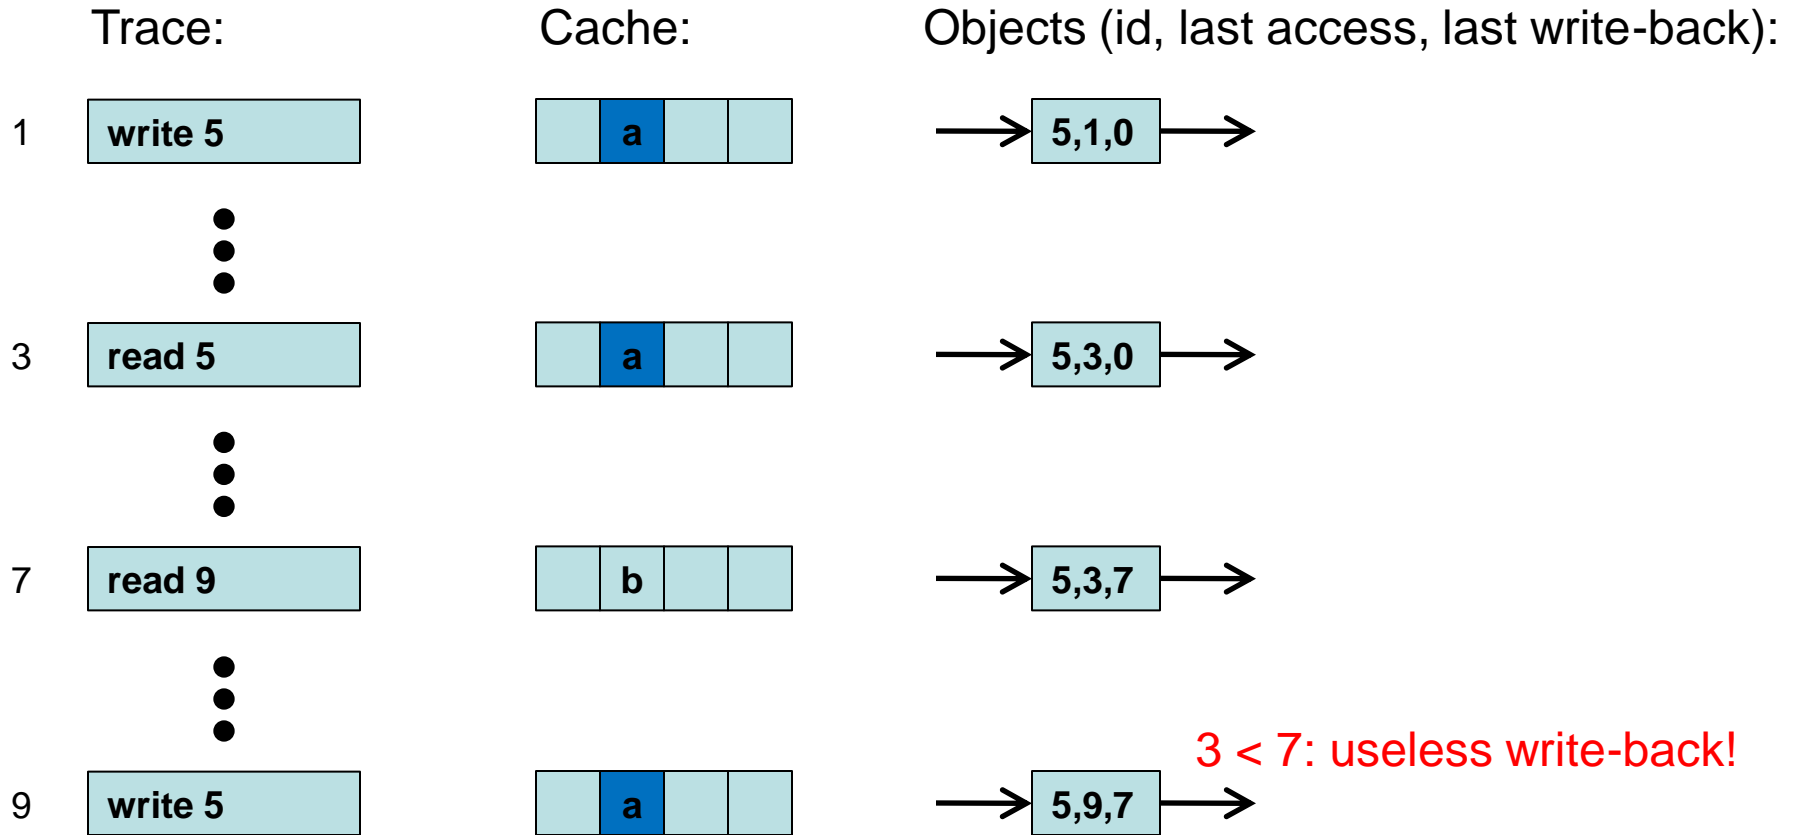 Trace: Cache: Objects (id, last access, last write-back):
1 write 5 a 5,1,0
3 read 5 a 5,3,0
7 read 9 b 5,3,7
3 < 7: useless write-back!
9 write 5 a 5,9,7